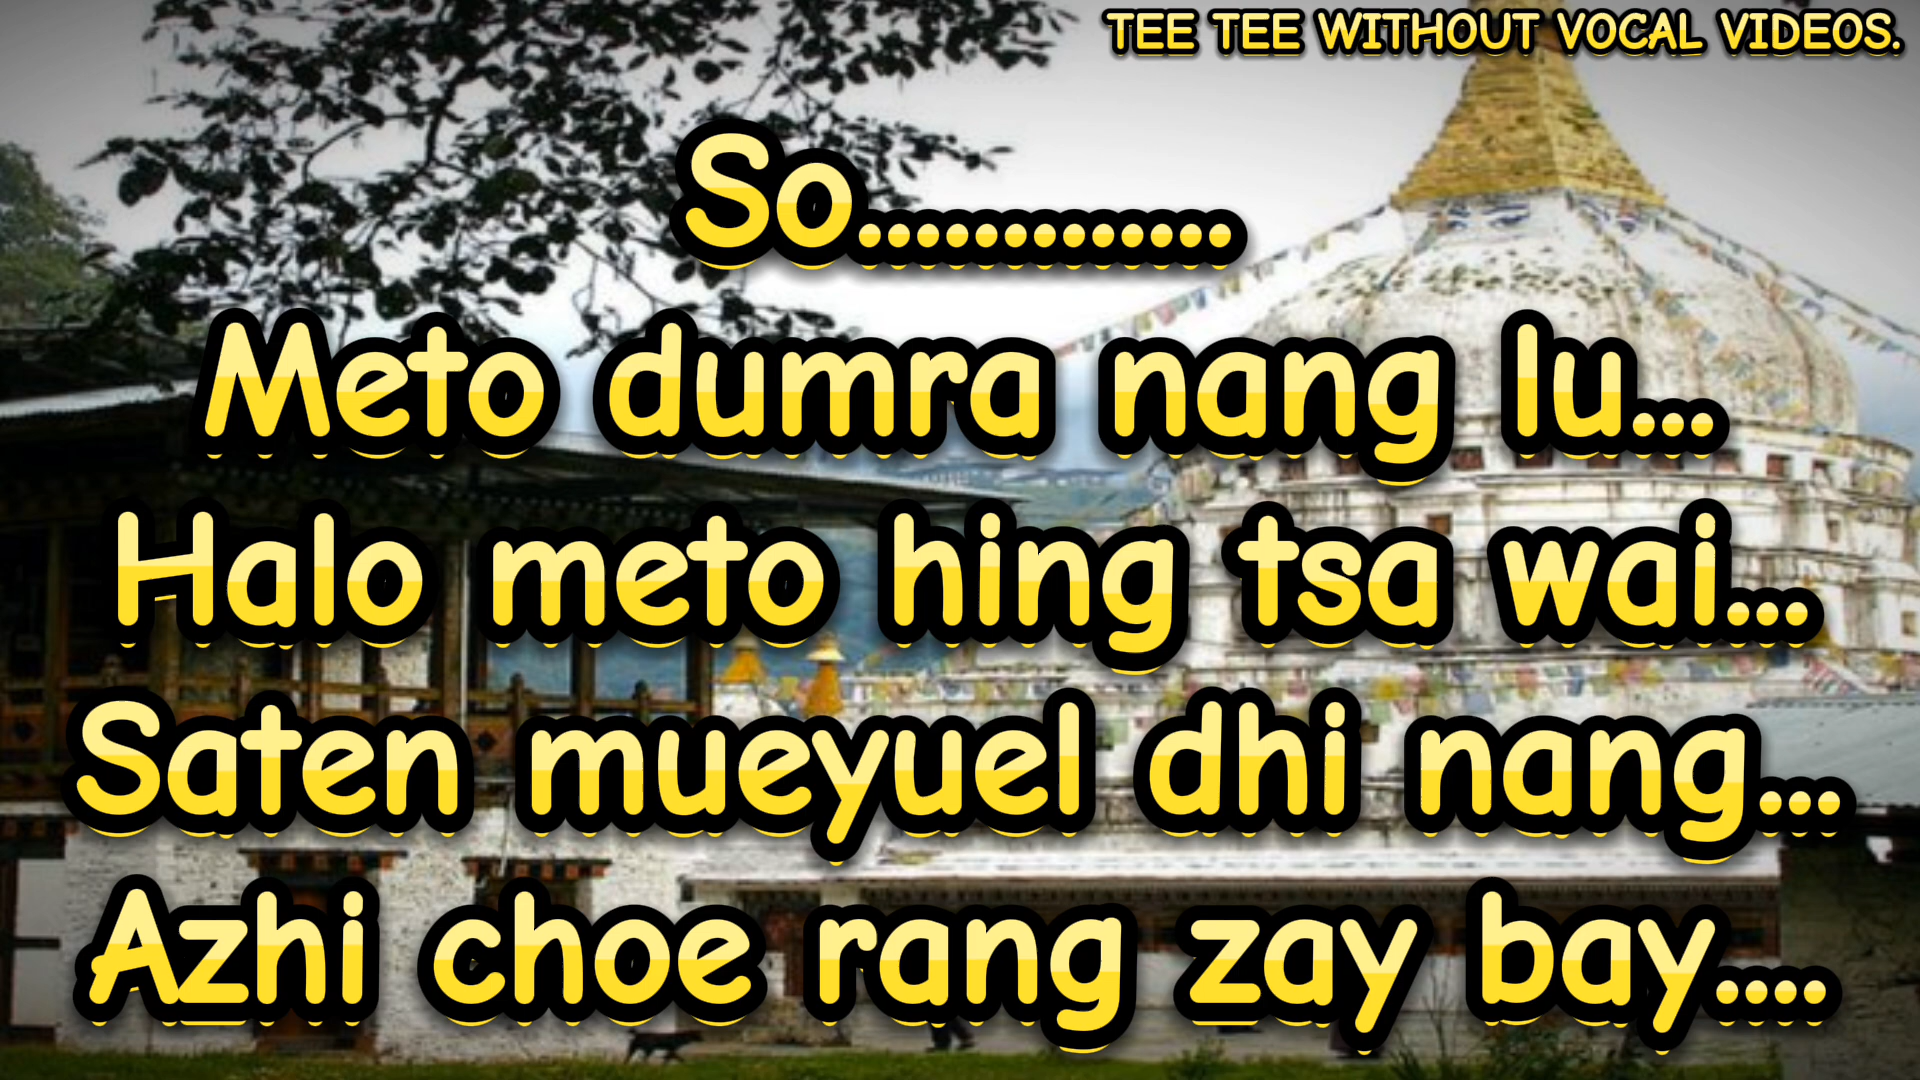 TEE TEE WITHOUT VOCAL VIDEOS.
So.............
Meto dumra nang lu...
Halo meto hing tsa wai...
Saten mueyuel dhi nang...
Azhi choe rang zay bay....